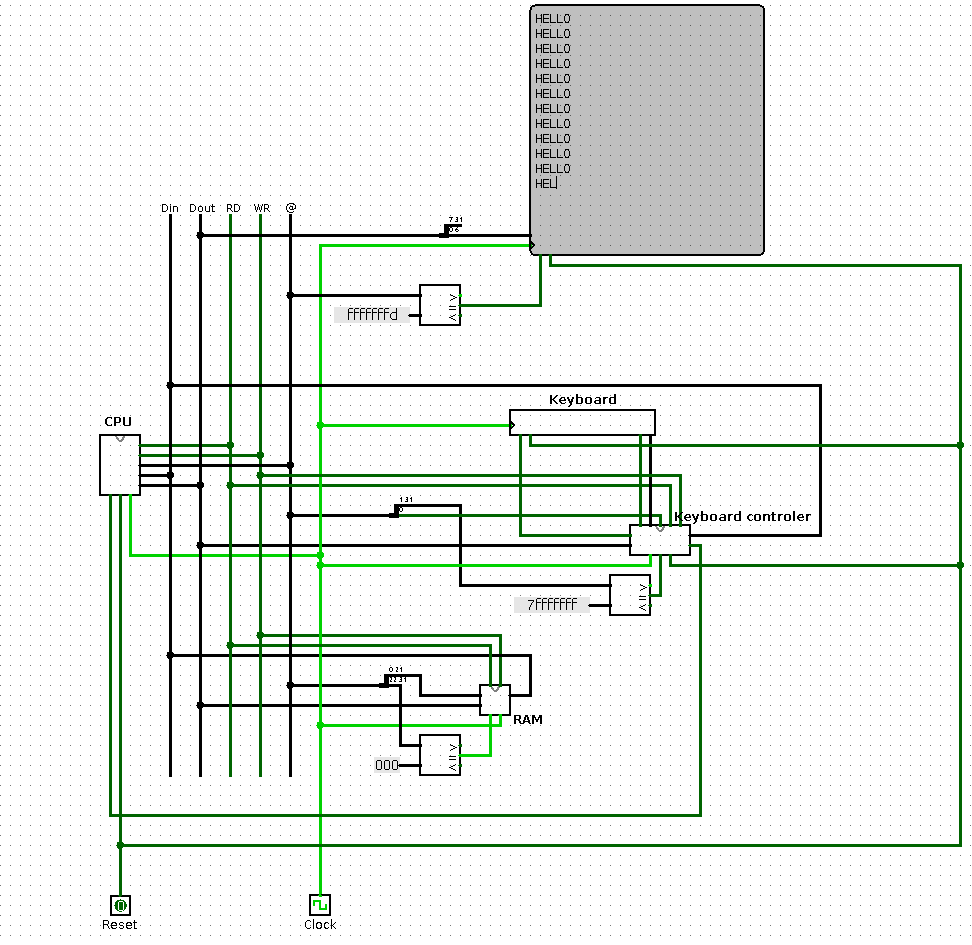 HELLO
HELLO
HELLO
HELLO
HELLO
HELLO
HELLO
HELLO
HELLO
HELLO
HELLO
HEL
Din Dout RD WR @
7 31
0 6
> = <
fffffffd
Keyboard
CPU
1 31
0
Keyboard controler
> = <
7fffffff
0 21
22 31
RAM
> = <
000
Reset
Clock